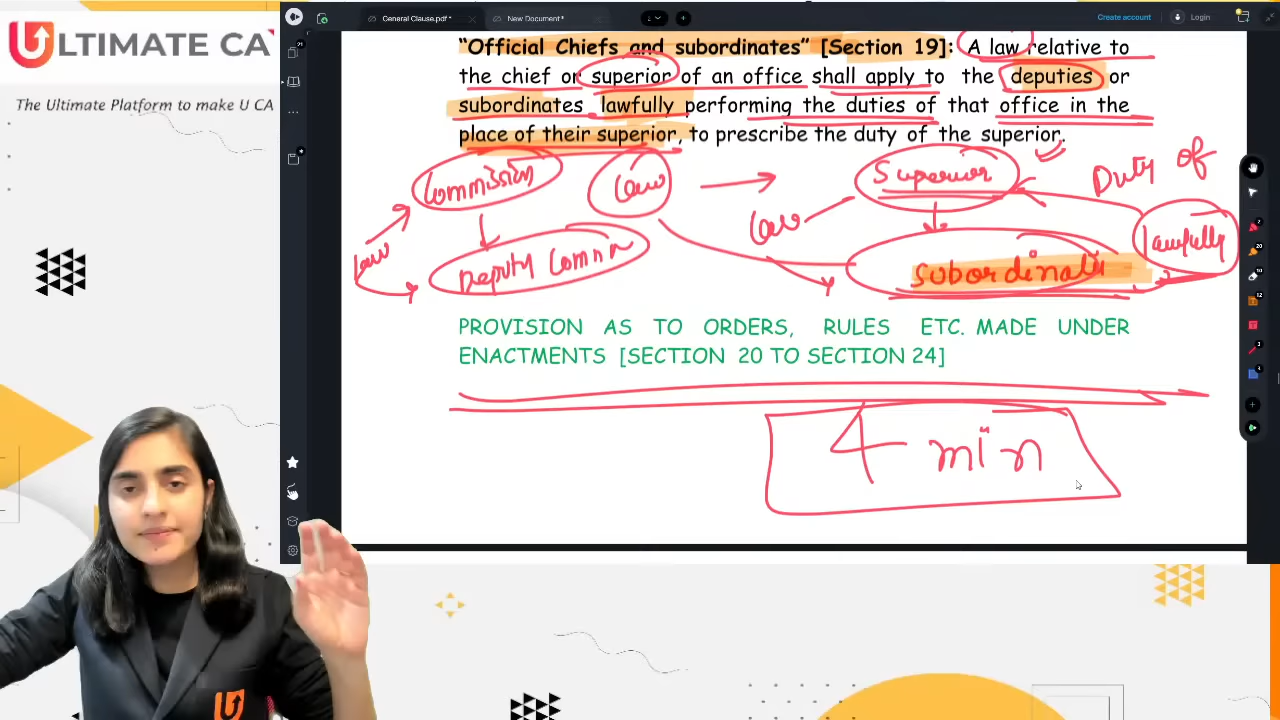 ULTIMATE CA
The Ultimate Platform to make U CA
General Clause.pdf *
New Document*
Create account
Login
"Official Chiefs and subordinates" [Section 19]: A law relative to
the chief or superior of an office shall apply to the deputies or
subordinates lawfully performing the duties of that office in the
place of their superior, to prescribe the duty of the superior.
Commission
law
Superior
Duty of
law
law
lawfully
Deputy Commn
Subordinate
PROVISION AS TO ORDERS, RULES ETC. MADE UNDER
ENACTMENTS [SECTION 20 TO SECTION 24]
4 min